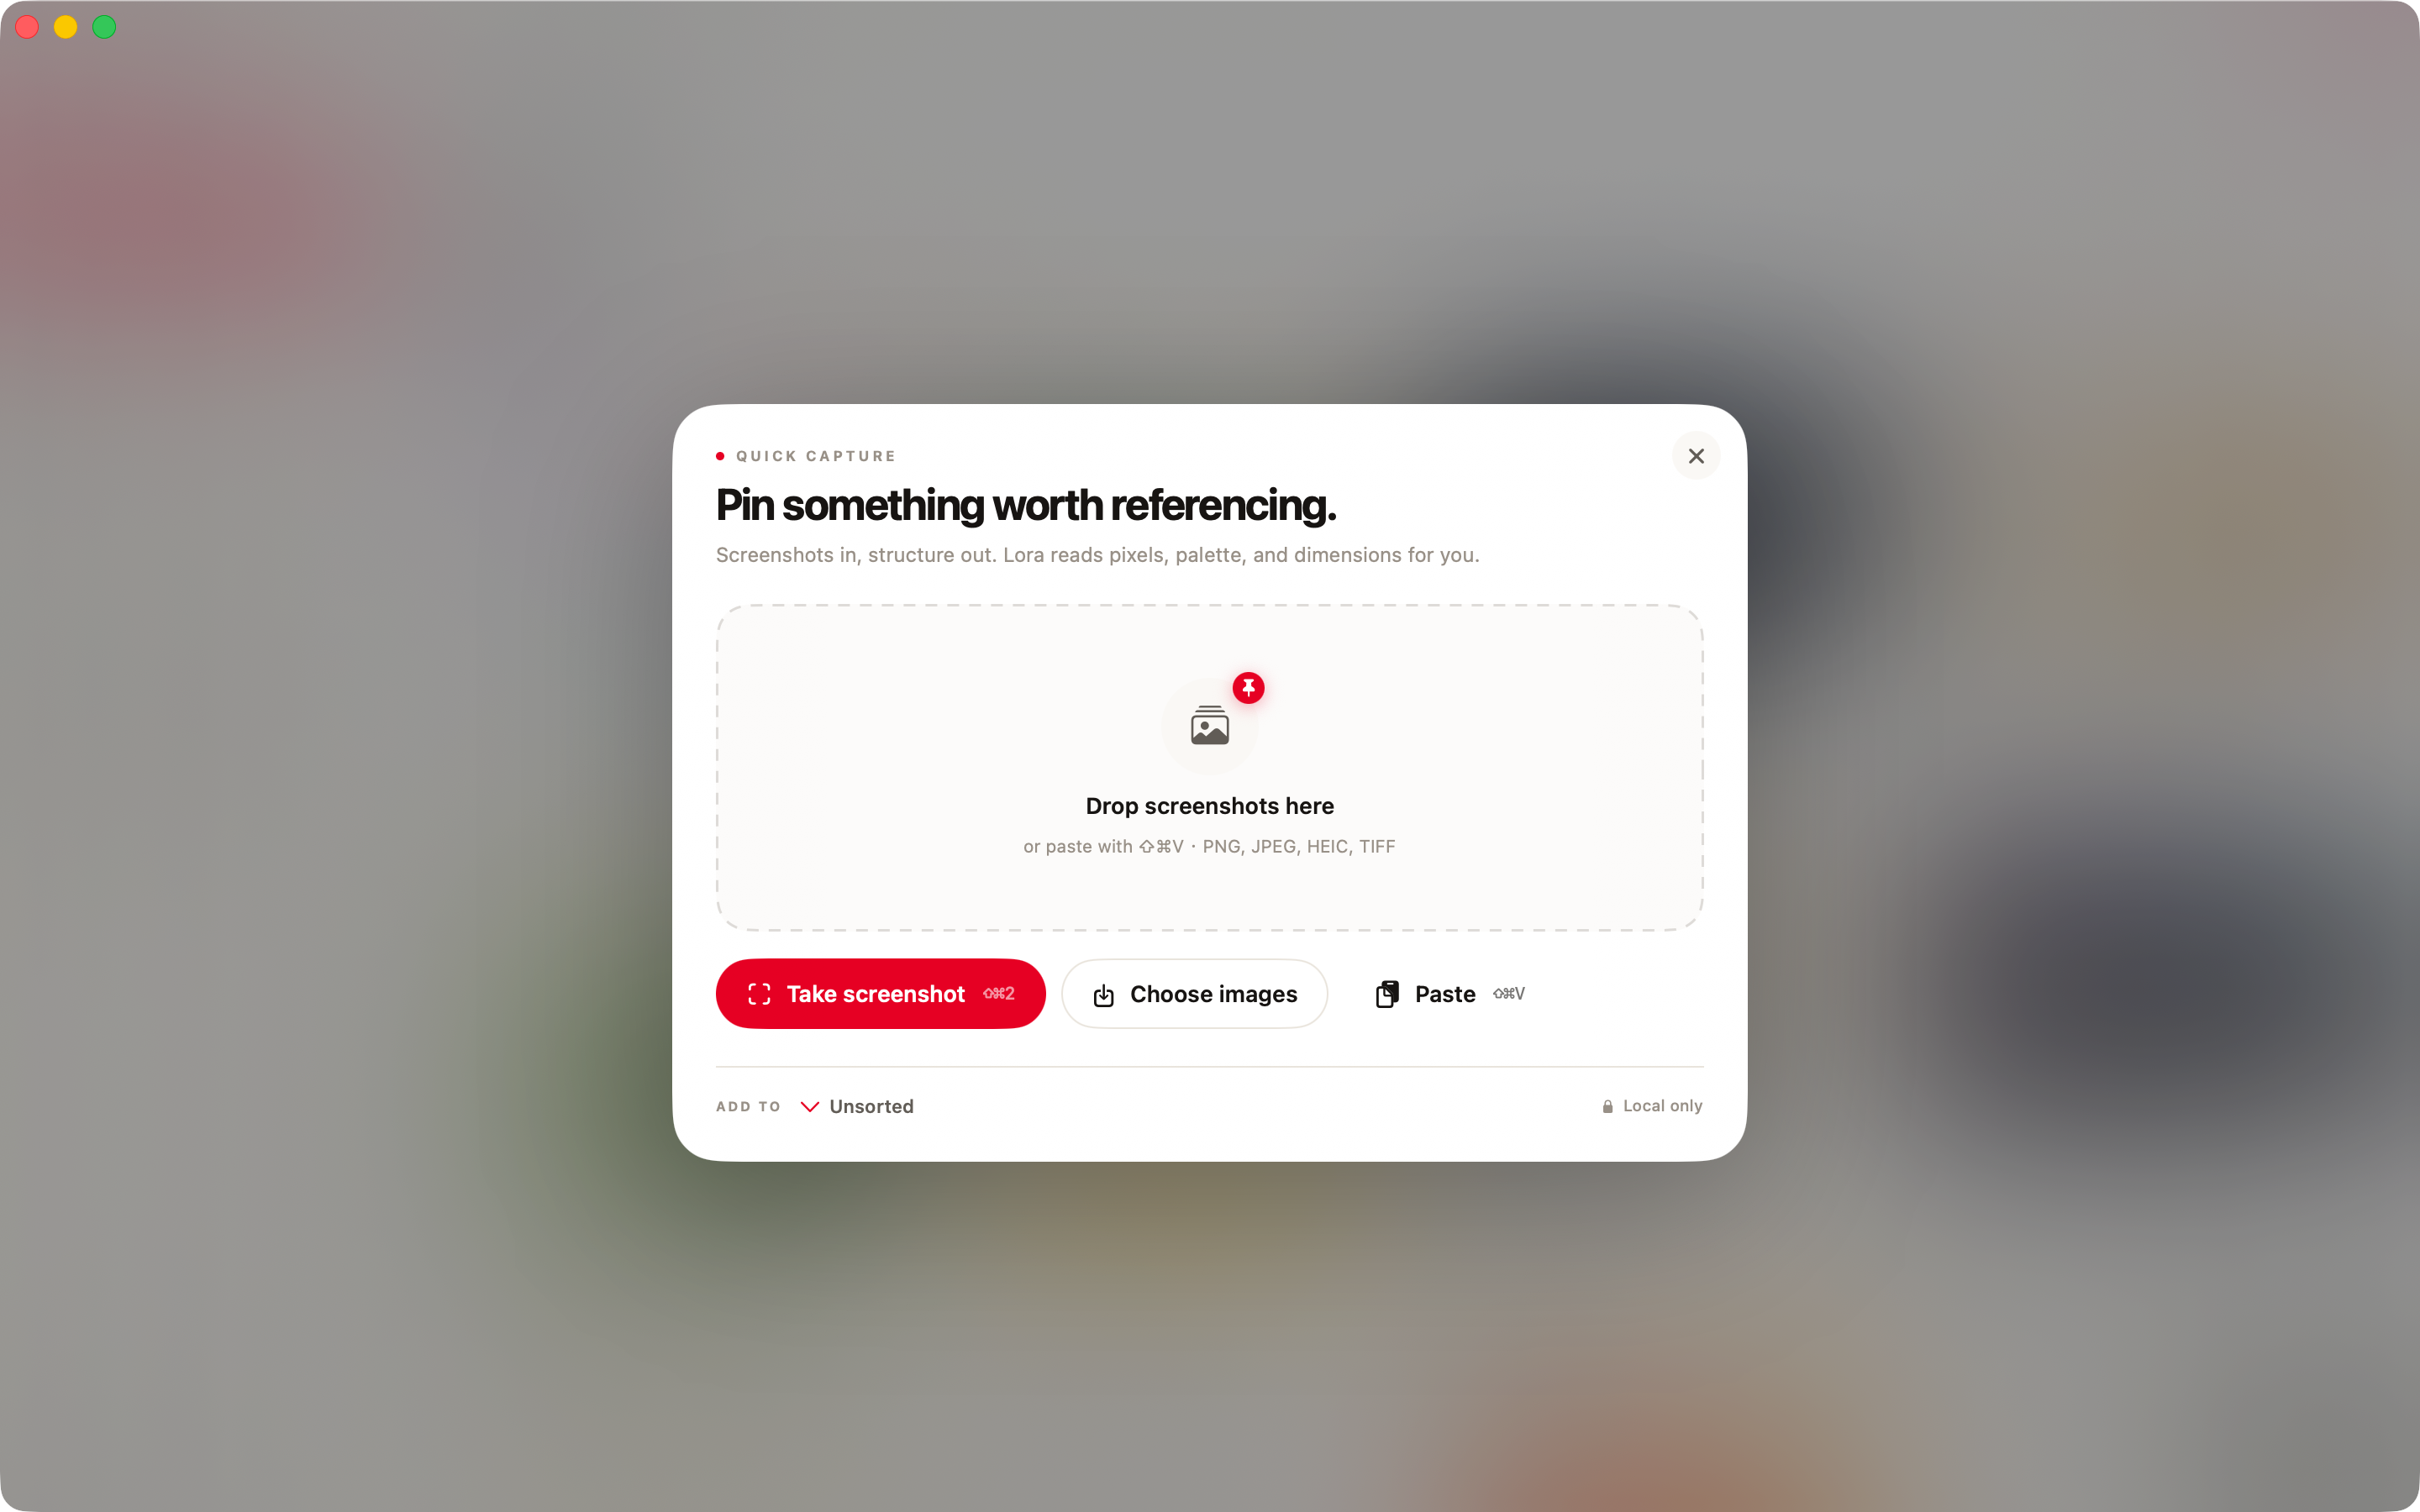 QUICK CAPTURE
Pin something worth referencing.
Screenshots in, structure out. Lora reads pixels, palette, and dimensions for you.
Drop screenshots here
or paste with ⇧⌘V · PNG, JPEG, HEIC, TIFF
Take screenshot ⇧⌘2
Choose images
Paste ⇧⌘V
ADD TO Unsorted
Local only